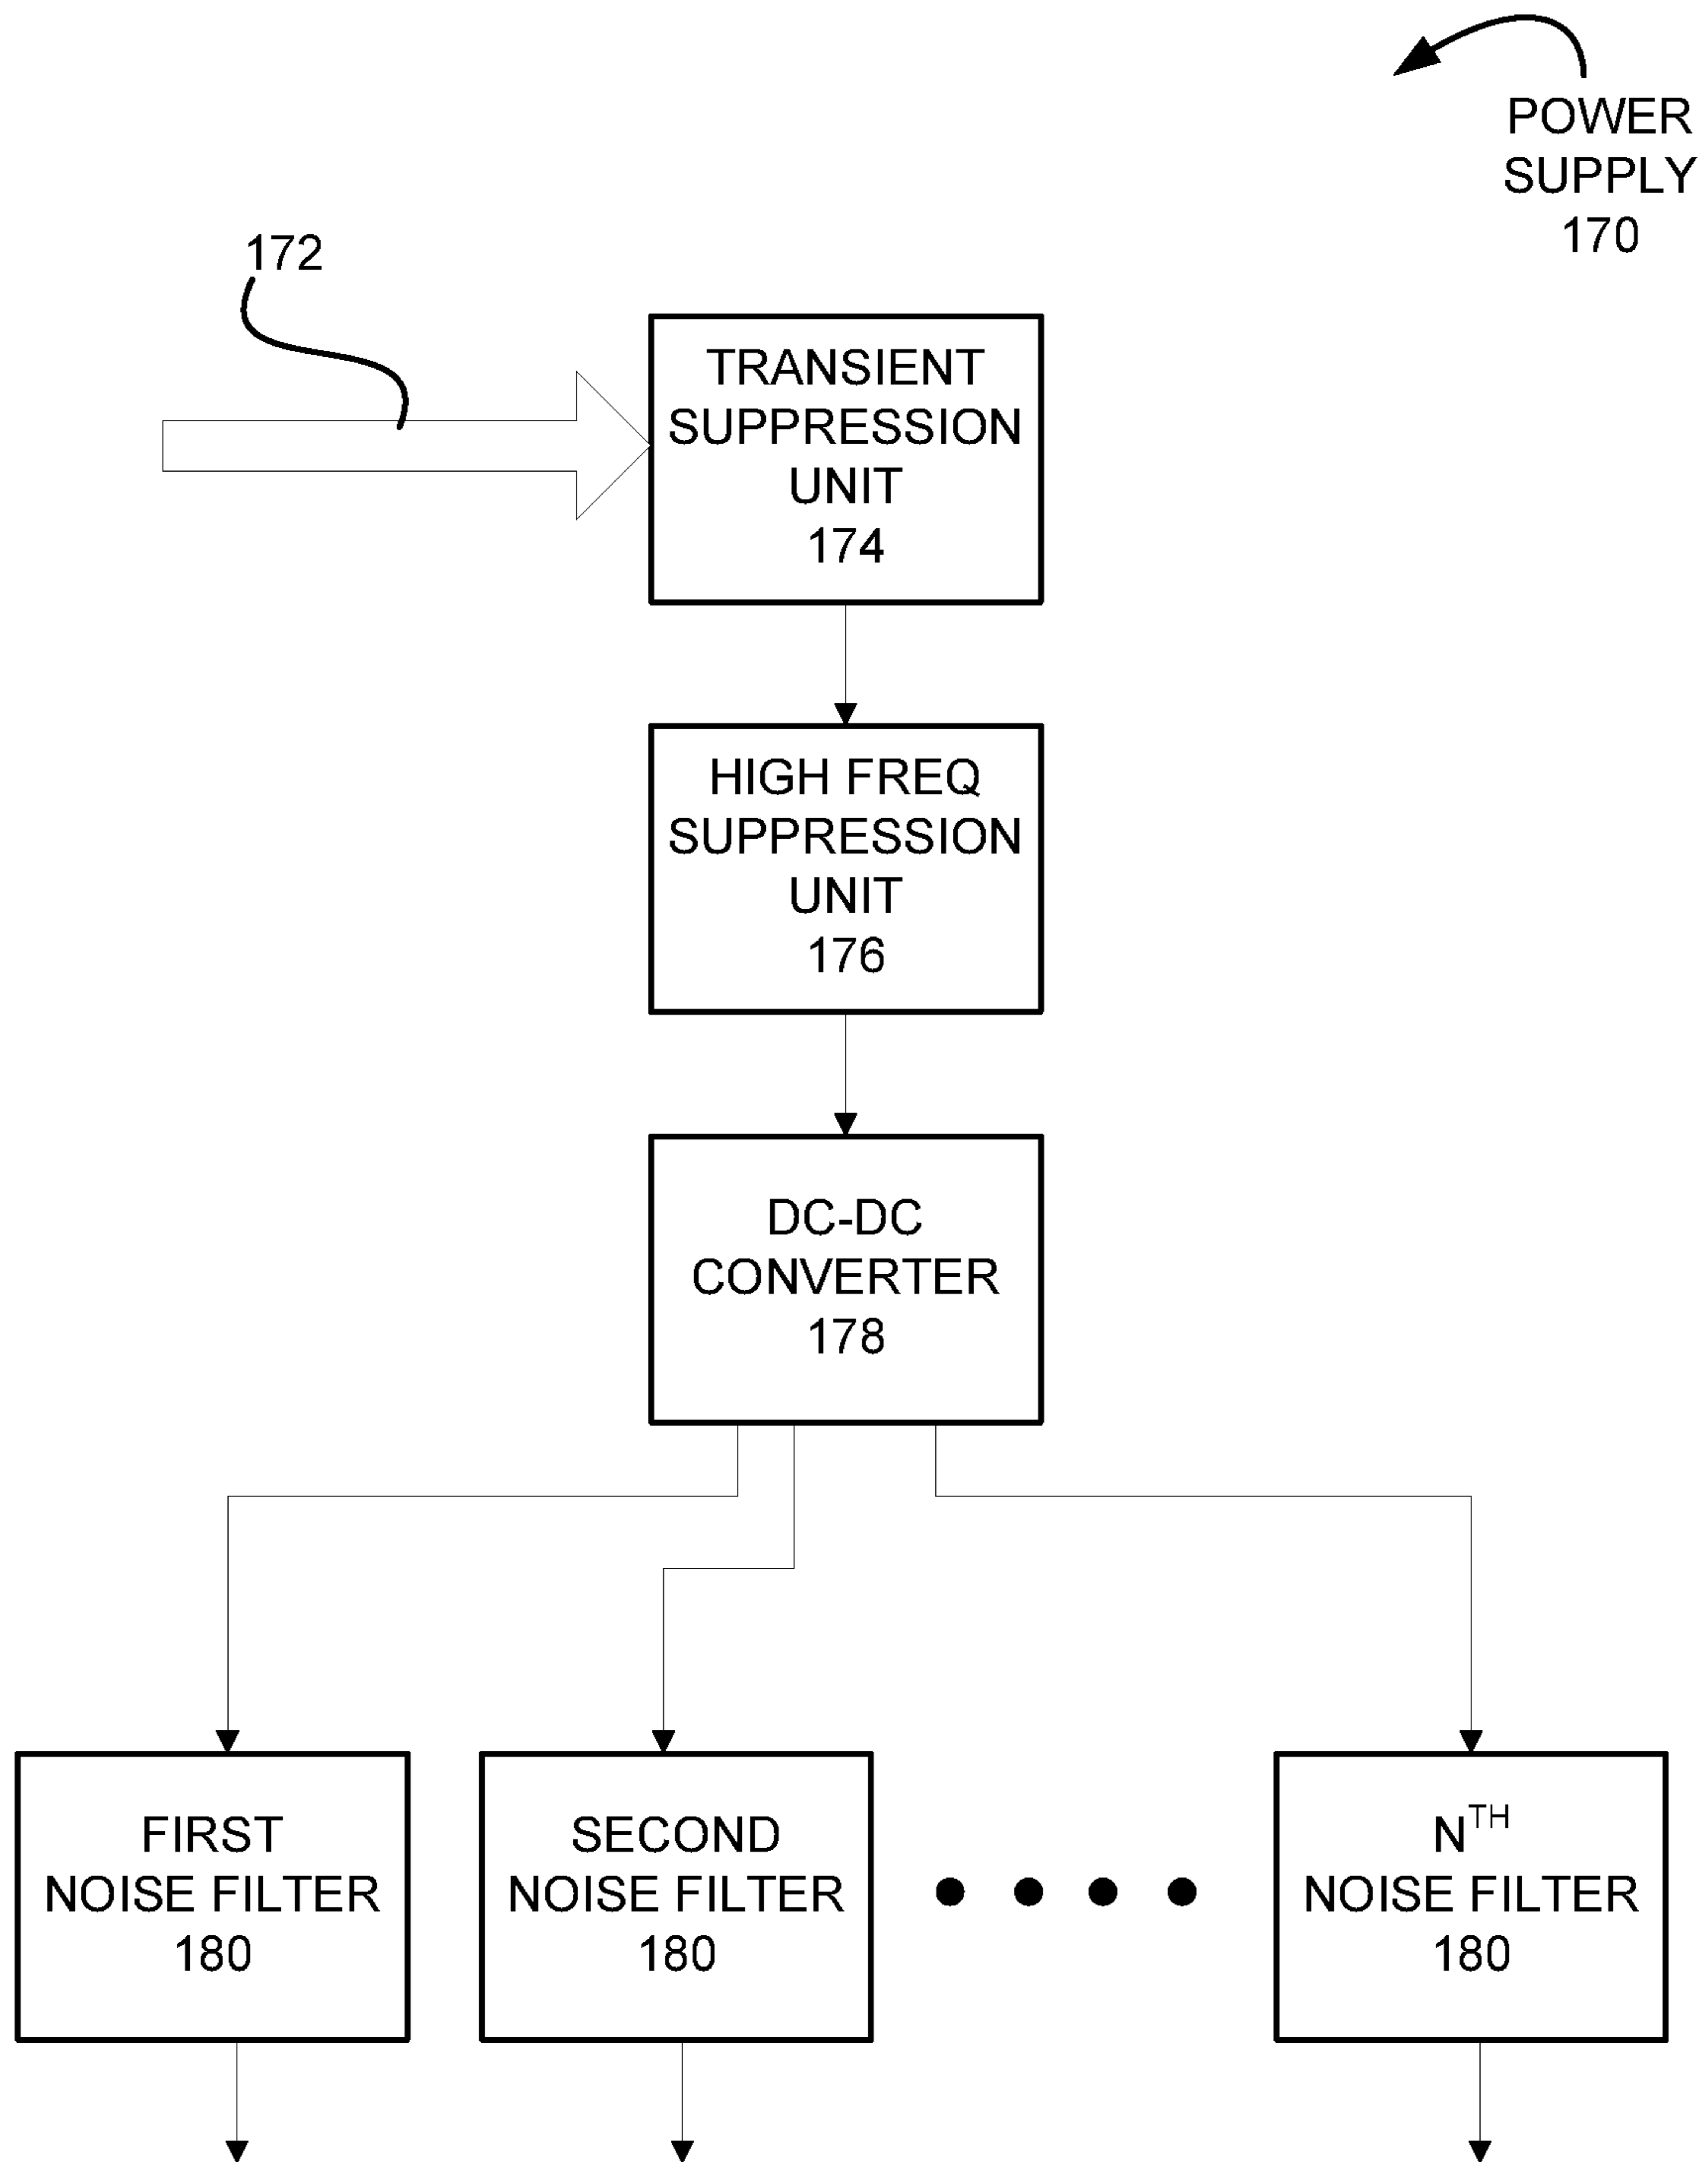 POWER
SUPPLY
170
172
TRANSIENT
SUPPRESSION
UNIT
174
HIGH FREQ
SUPPRESSION
UNIT
176
DC-DC
CONVERTER
178
FIRST
NOISE FILTER
180
SECOND
NOISE FILTER
180
N^TH
NOISE FILTER
180